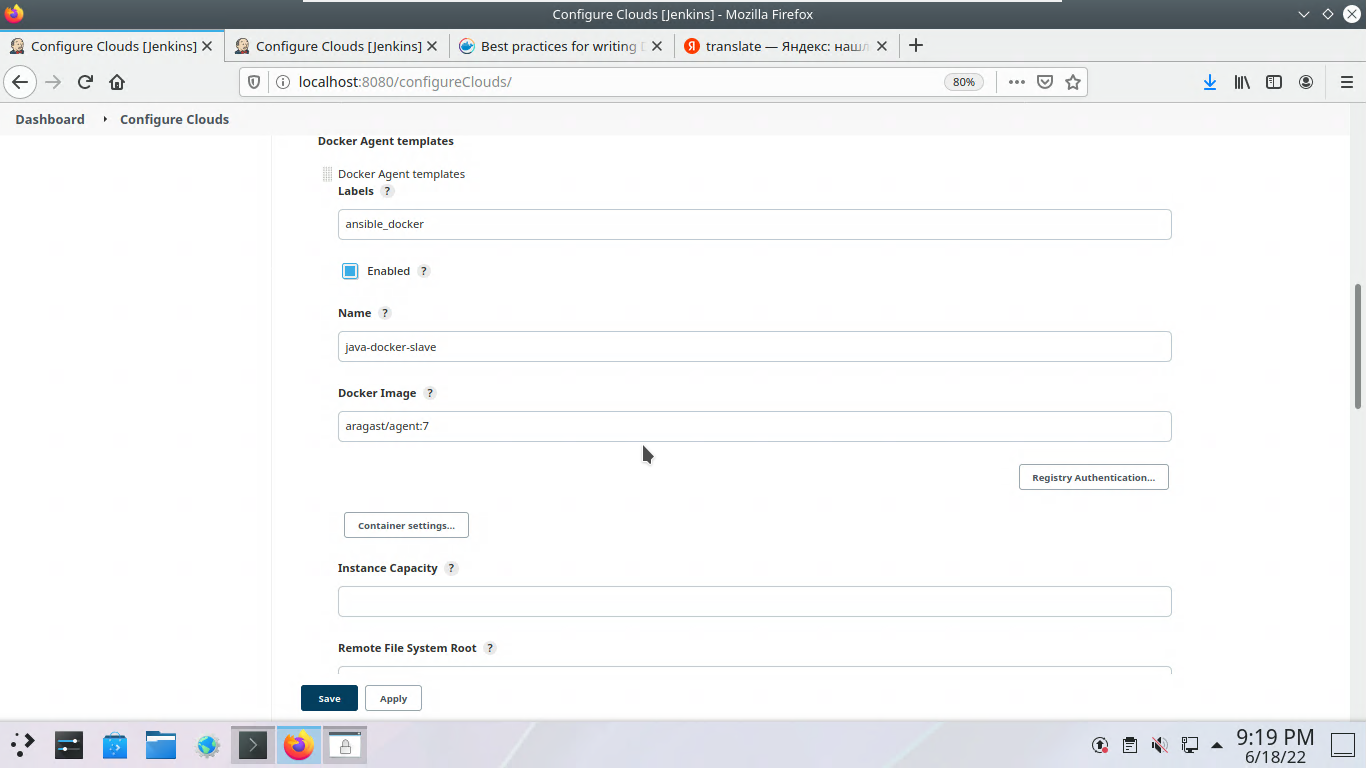 Configure Clouds [Jenkins] - Mozilla Firefox
Configure Clouds [Jenkins]
Configure Clouds [Jenkins]
Best practices for writing
translate — Яндекс: нашл
localhost:8080/configureClouds/
80%
Dashboard
Configure Clouds
Docker Agent templates
Docker Agent templates
Labels ?
ansible_docker
Enabled ?
Name ?
java-docker-slave
Docker Image ?
aragast/agent:7
Registry Authentication...
Container settings...
Instance Capacity ?
Remote File System Root ?
Save
Apply
9:19 PM
6/18/22